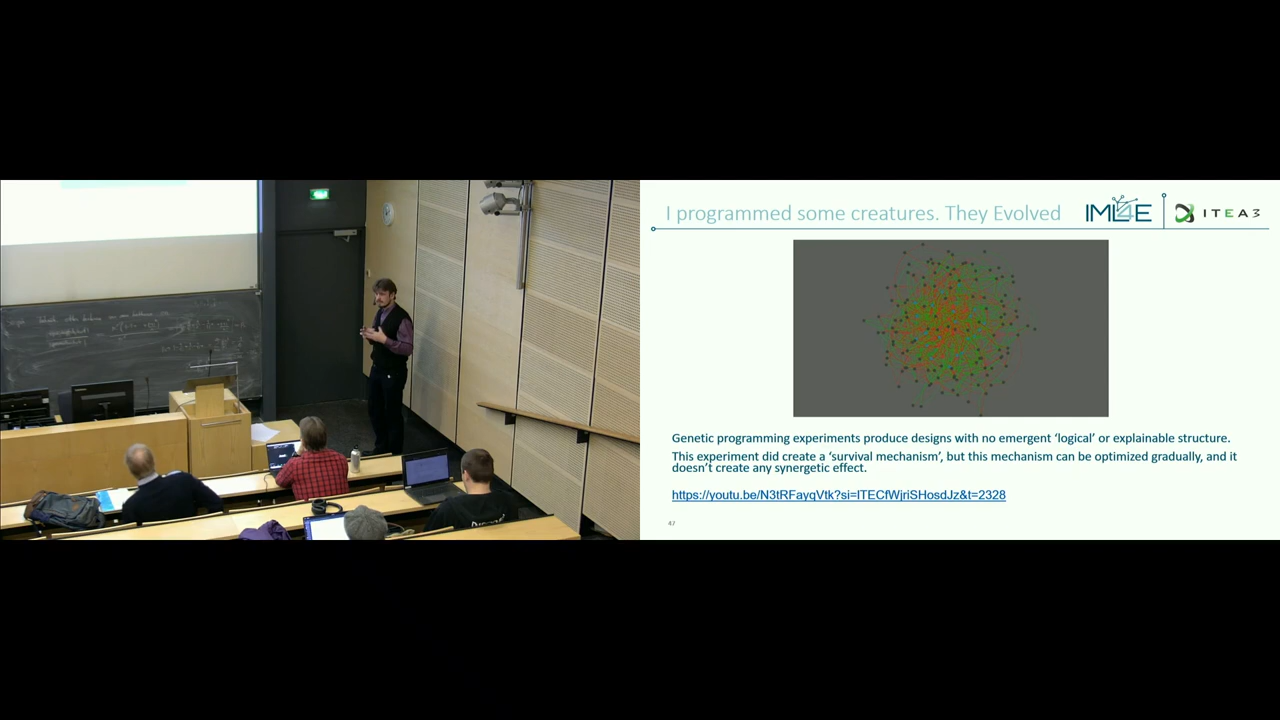 I programmed some creatures. They Evolved
IML4E
ITEA3
Genetic programming experiments produce designs with no emergent ‘logical’ or explainable structure.
This experiment did create a ‘survival mechanism’, but this mechanism can be optimized gradually, and it
doesn’t create any synergetic effect.
https://youtu.be/N3tRFayqVtk?si=ITECfWjriSHosdJz&t=2328
47